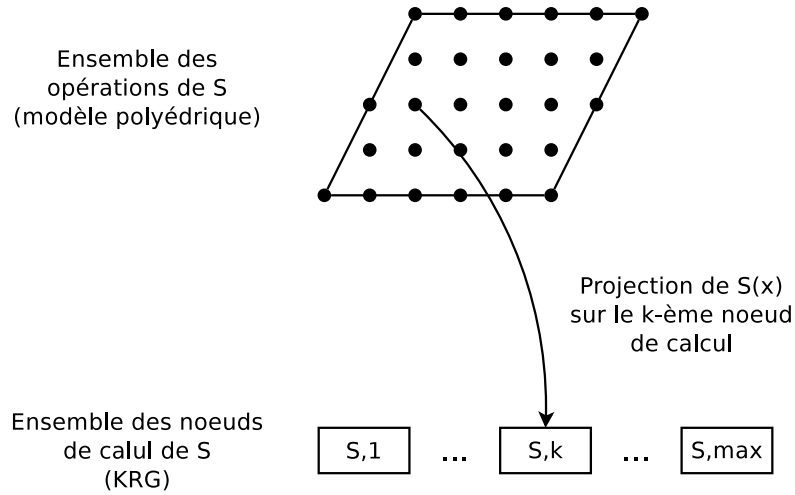 Ensemble des
opérations de S
(modèle polyédrique)
Projection de S(x)
sur le k-ème noeud
de calcul
Ensemble des noeuds
de calul de S
(KRG)
S,1
...
S,k
...
S,max